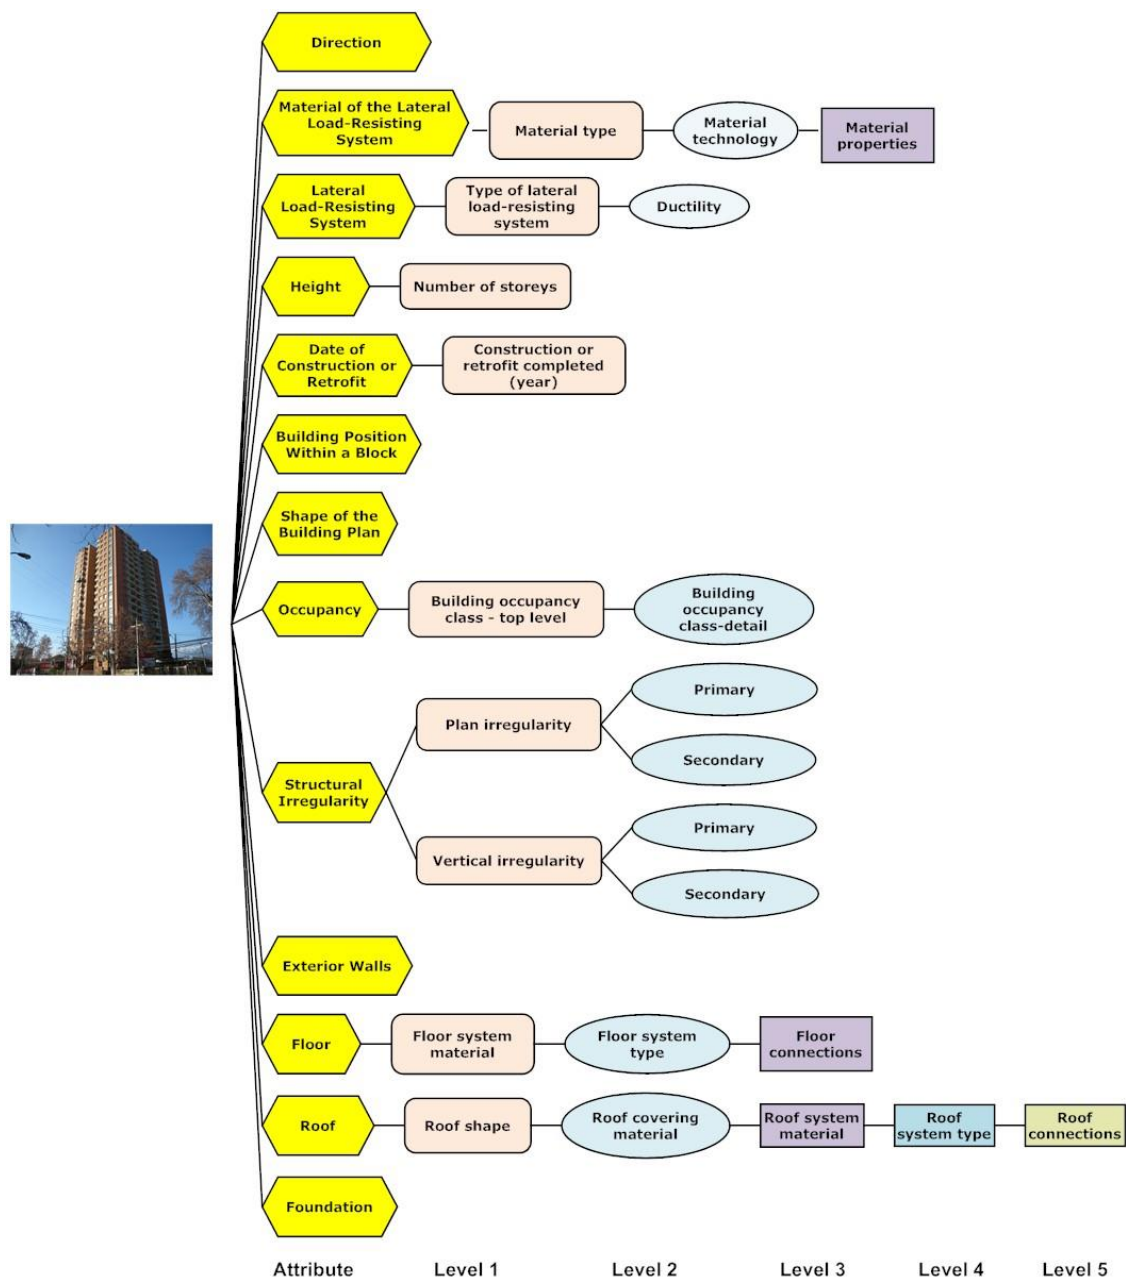 Direction
Material of the Lateral
Load-Resisting
System
Material type
Material
technology
Material
properties
Lateral
Load-Resisting
System
Type of lateral
load-resisting
system
Ductility
Height
Number of storeys
Date of
Construction or
Retrofit
Construction or
retrofit completed
(year)
Building Position
Within a Block
Shape of the
Building Plan
Occupancy
Building occupancy
class - top level
Building
occupancy
class-detail
Structural
Irregularity
Plan irregularity
Primary
Secondary
Vertical irregularity
Primary
Secondary
Exterior Walls
Floor
Floor system
material
Floor system
type
Floor
connections
Roof
Roof shape
Roof covering
material
Roof system
material
Roof
system type
Roof
connections
Foundation
Attribute
Level 1
Level 2
Level 3
Level 4
Level 5